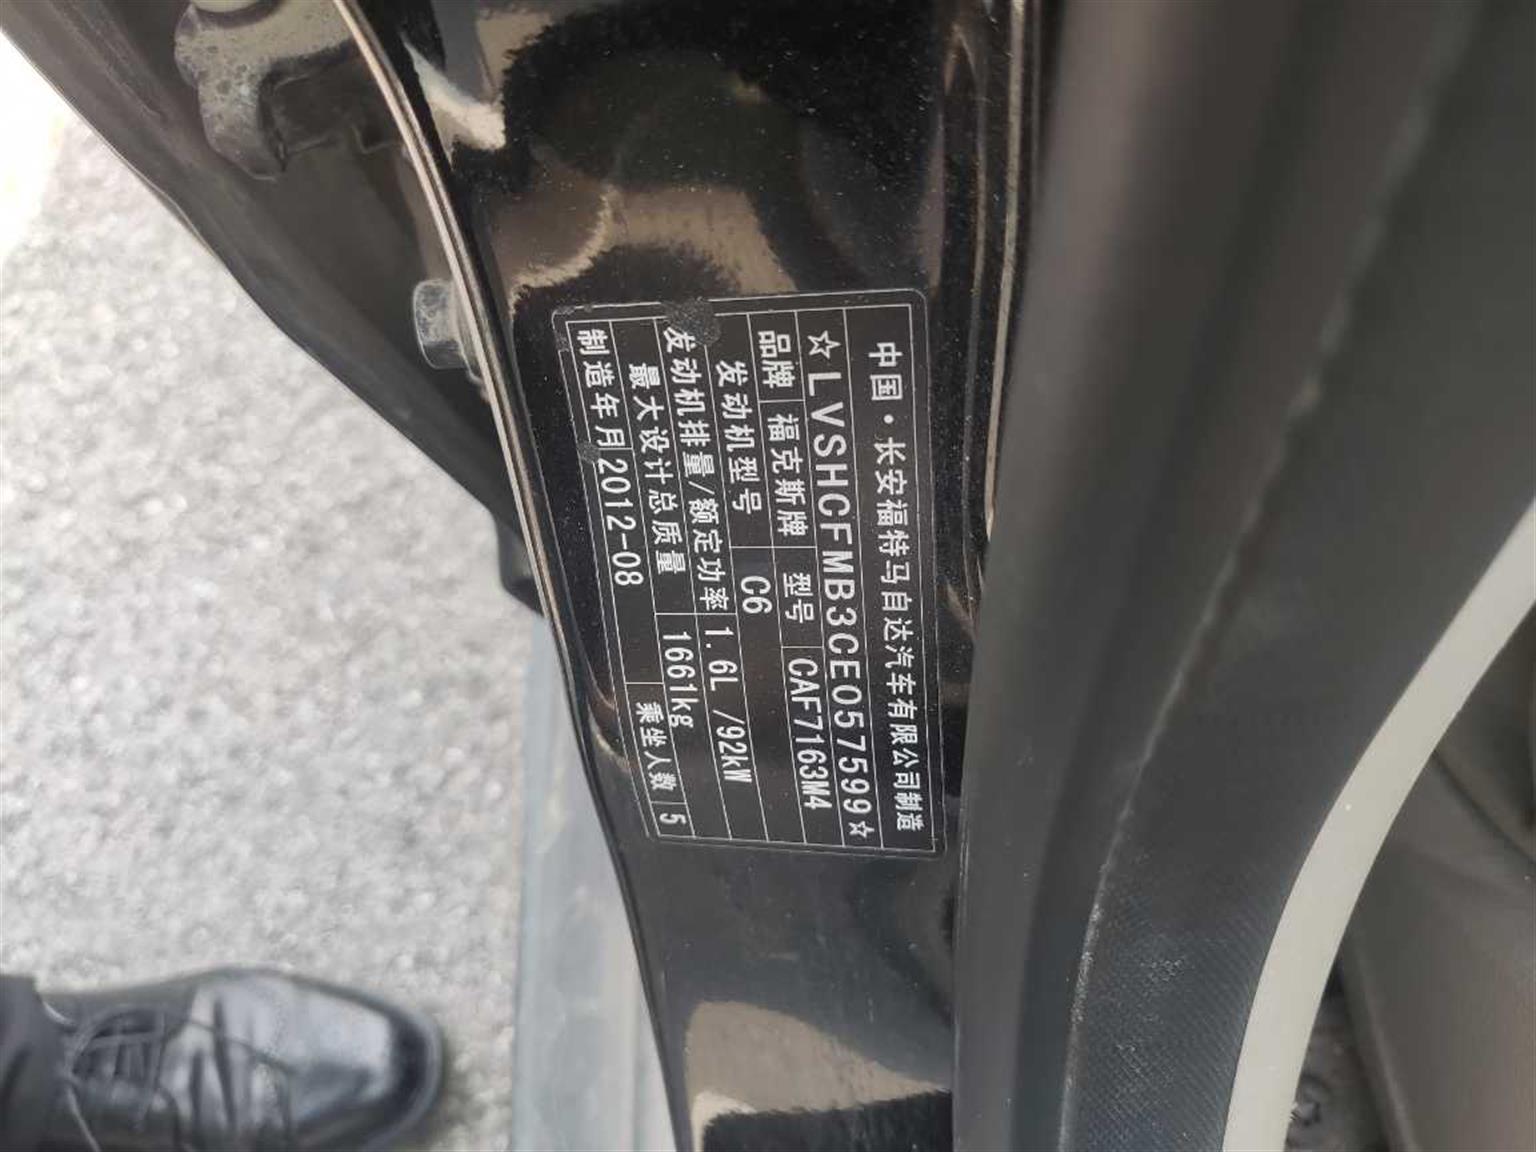 中国·长安福特马自达汽车有限公司制造
☆LVSHCFMB3CE057599☆
品牌 福克斯牌 型号 CAF7163M4
发动机型号 C6
发动机排量/额定功率 1.6L /92kW
最大设计总质量 1661kg
制造年月 2012-08 乘坐人数 5